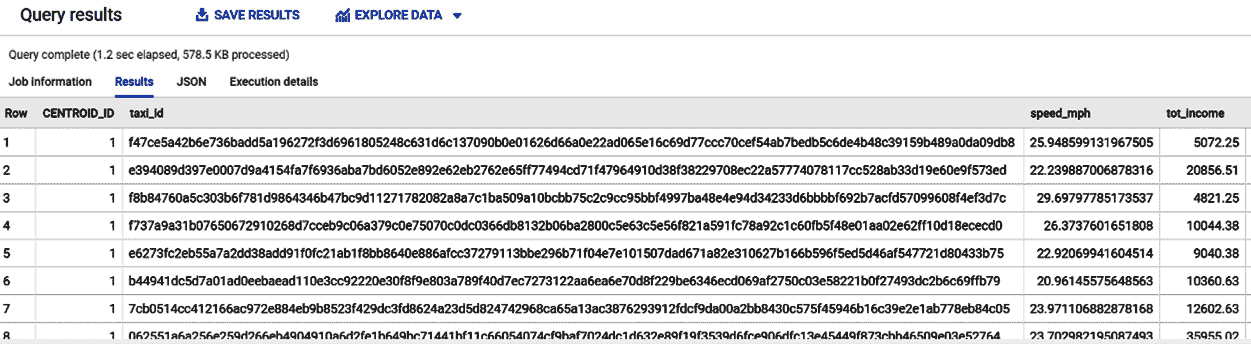 Query results SAVE RESULTS EXPLORE DATA
Query complete (1.2 sec elapsed, 578.5 KB processed)
Job information Results JSON Execution details
Row CENTROID_ID taxi_id speed_mph tot_income
1 1 f47ce5a42b6e736badd5a196272f3d6961805248c631d6c137090b0e01626d66a0e22ad065e16c69d77ccc70cef54ab7bedb5c6de4b48c39159b489a0da09db8 25.948599131967505 5072.25
2 1 e394089d397e0007d9a4154fa7f6936aba7bd6052e892e62eb2762e65ff77494cd71f47964910d38f38229708ec22a57774078117cc528ab33d19e60e9f573ed 22.239887006878316 20856.51
3 1 f8b84760a5c303b6f781d9864346b47bc9d11271782082a8a7c1ba509a10bcbb75c2c9cc95bbf4997ba48e4e94d34233d6bbbbf692b7acfd57099608f4ef3d7c 29.69797785173537 4821.25
4 1 f737a9a31b07650672910268d7cceb9c06a379c0e75070c0dc0366db8132b06ba2800c5e63c5e56f821a591fc78a92c1c60fb5f48e01aa02e62ff10d18ececd0 26.3737601651808 10044.38
5 1 e6273fc2eb55a7a2dd38add91f0fc21ab1f8bb8640e886afcc37279113bbe296b71f04e7e101507dad671a82e310627b166b596f5ed5d46af547721d80433b75 22.92069941604514 9040.38
6 1 b44941dc5d7a01ad0eebaead110e3cc92220e30f8f9e803a789f40d7ec7273122aa6ea6e70d8f229be6346ecd069af2750c03e58221b0f27493dc2b6c69ffb79 20.96145575648563 10360.63
7 1 7cb0514cc412166ac972e884eb9b8523f429dc3fd8624a23d5d824742968ca65a13ac3876293912fdcf9da00a2bb8430c575f45946b16c39e2e1ab778eb84c05 23.971106882878168 12602.63
8 1 062551a6a256e259d266eb4904910a6d2fe1b649bc71441bf11c66054074cf9baf7024dc1d632e89f19f3539d6fce906dfc13e45449f873cbb46509e03e52764 23.702982195087493 35955.02